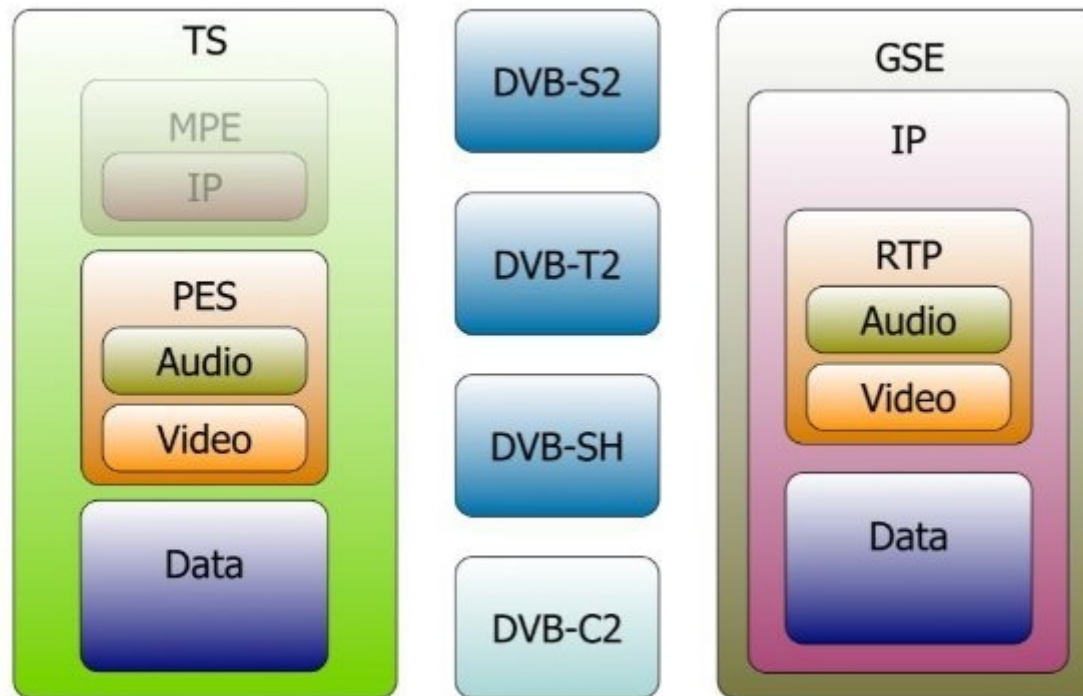 TS
MPE
IP
PES
Audio
Video
Data
DVB-S2
DVB-T2
DVB-SH
DVB-C2
GSE
IP
RTP
Audio
Video
Data